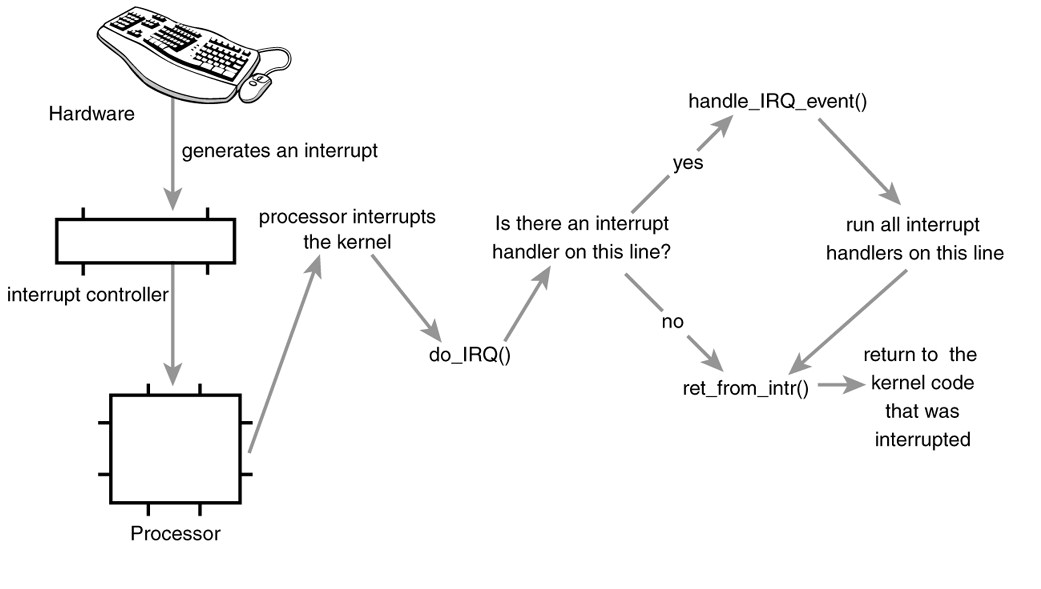 Hardware
generates an interrupt
interrupt controller
Processor
processor interrupts
the kernel
do_IRQ()
Is there an interrupt
handler on this line?
yes
handle_IRQ_event()
run all interrupt
handlers on this line
no
ret_from_intr()
return to the
kernel code
that was
interrupted